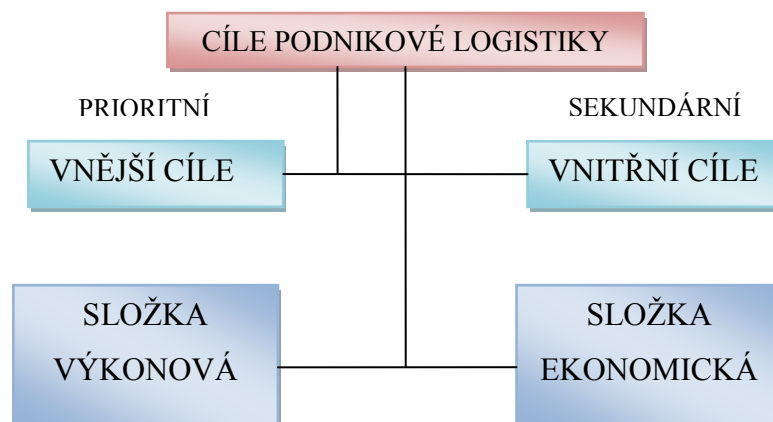 CÍLE PODNIKOVÉ LOGISTIKY
PRIORITNÍ
SEKUNDÁRNÍ
VNĚJŠÍ CÍLE
VNITŘNÍ CÍLE
SLOŽKA
VÝKONOVÁ
SLOŽKA
EKONOMICKÁ